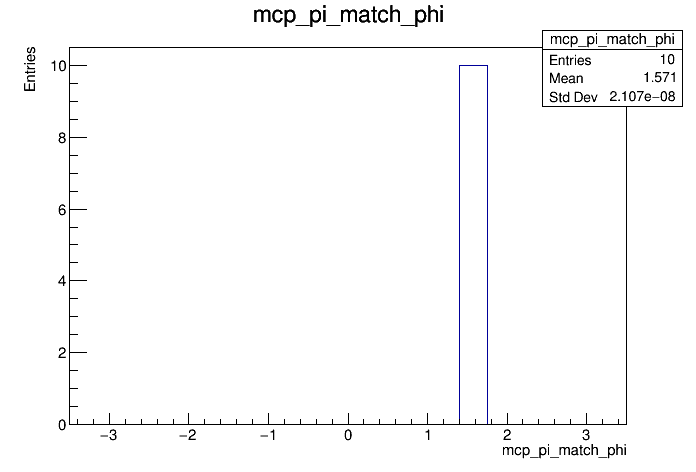 mcp_pi_match_phi
mcp_pi_match_phi
Entries 10
Mean 1.571
Std Dev 2.107e−08
Entries
10
8
6
4
2
0
−3 −2 −1 0 1 2 3
mcp_pi_match_phi